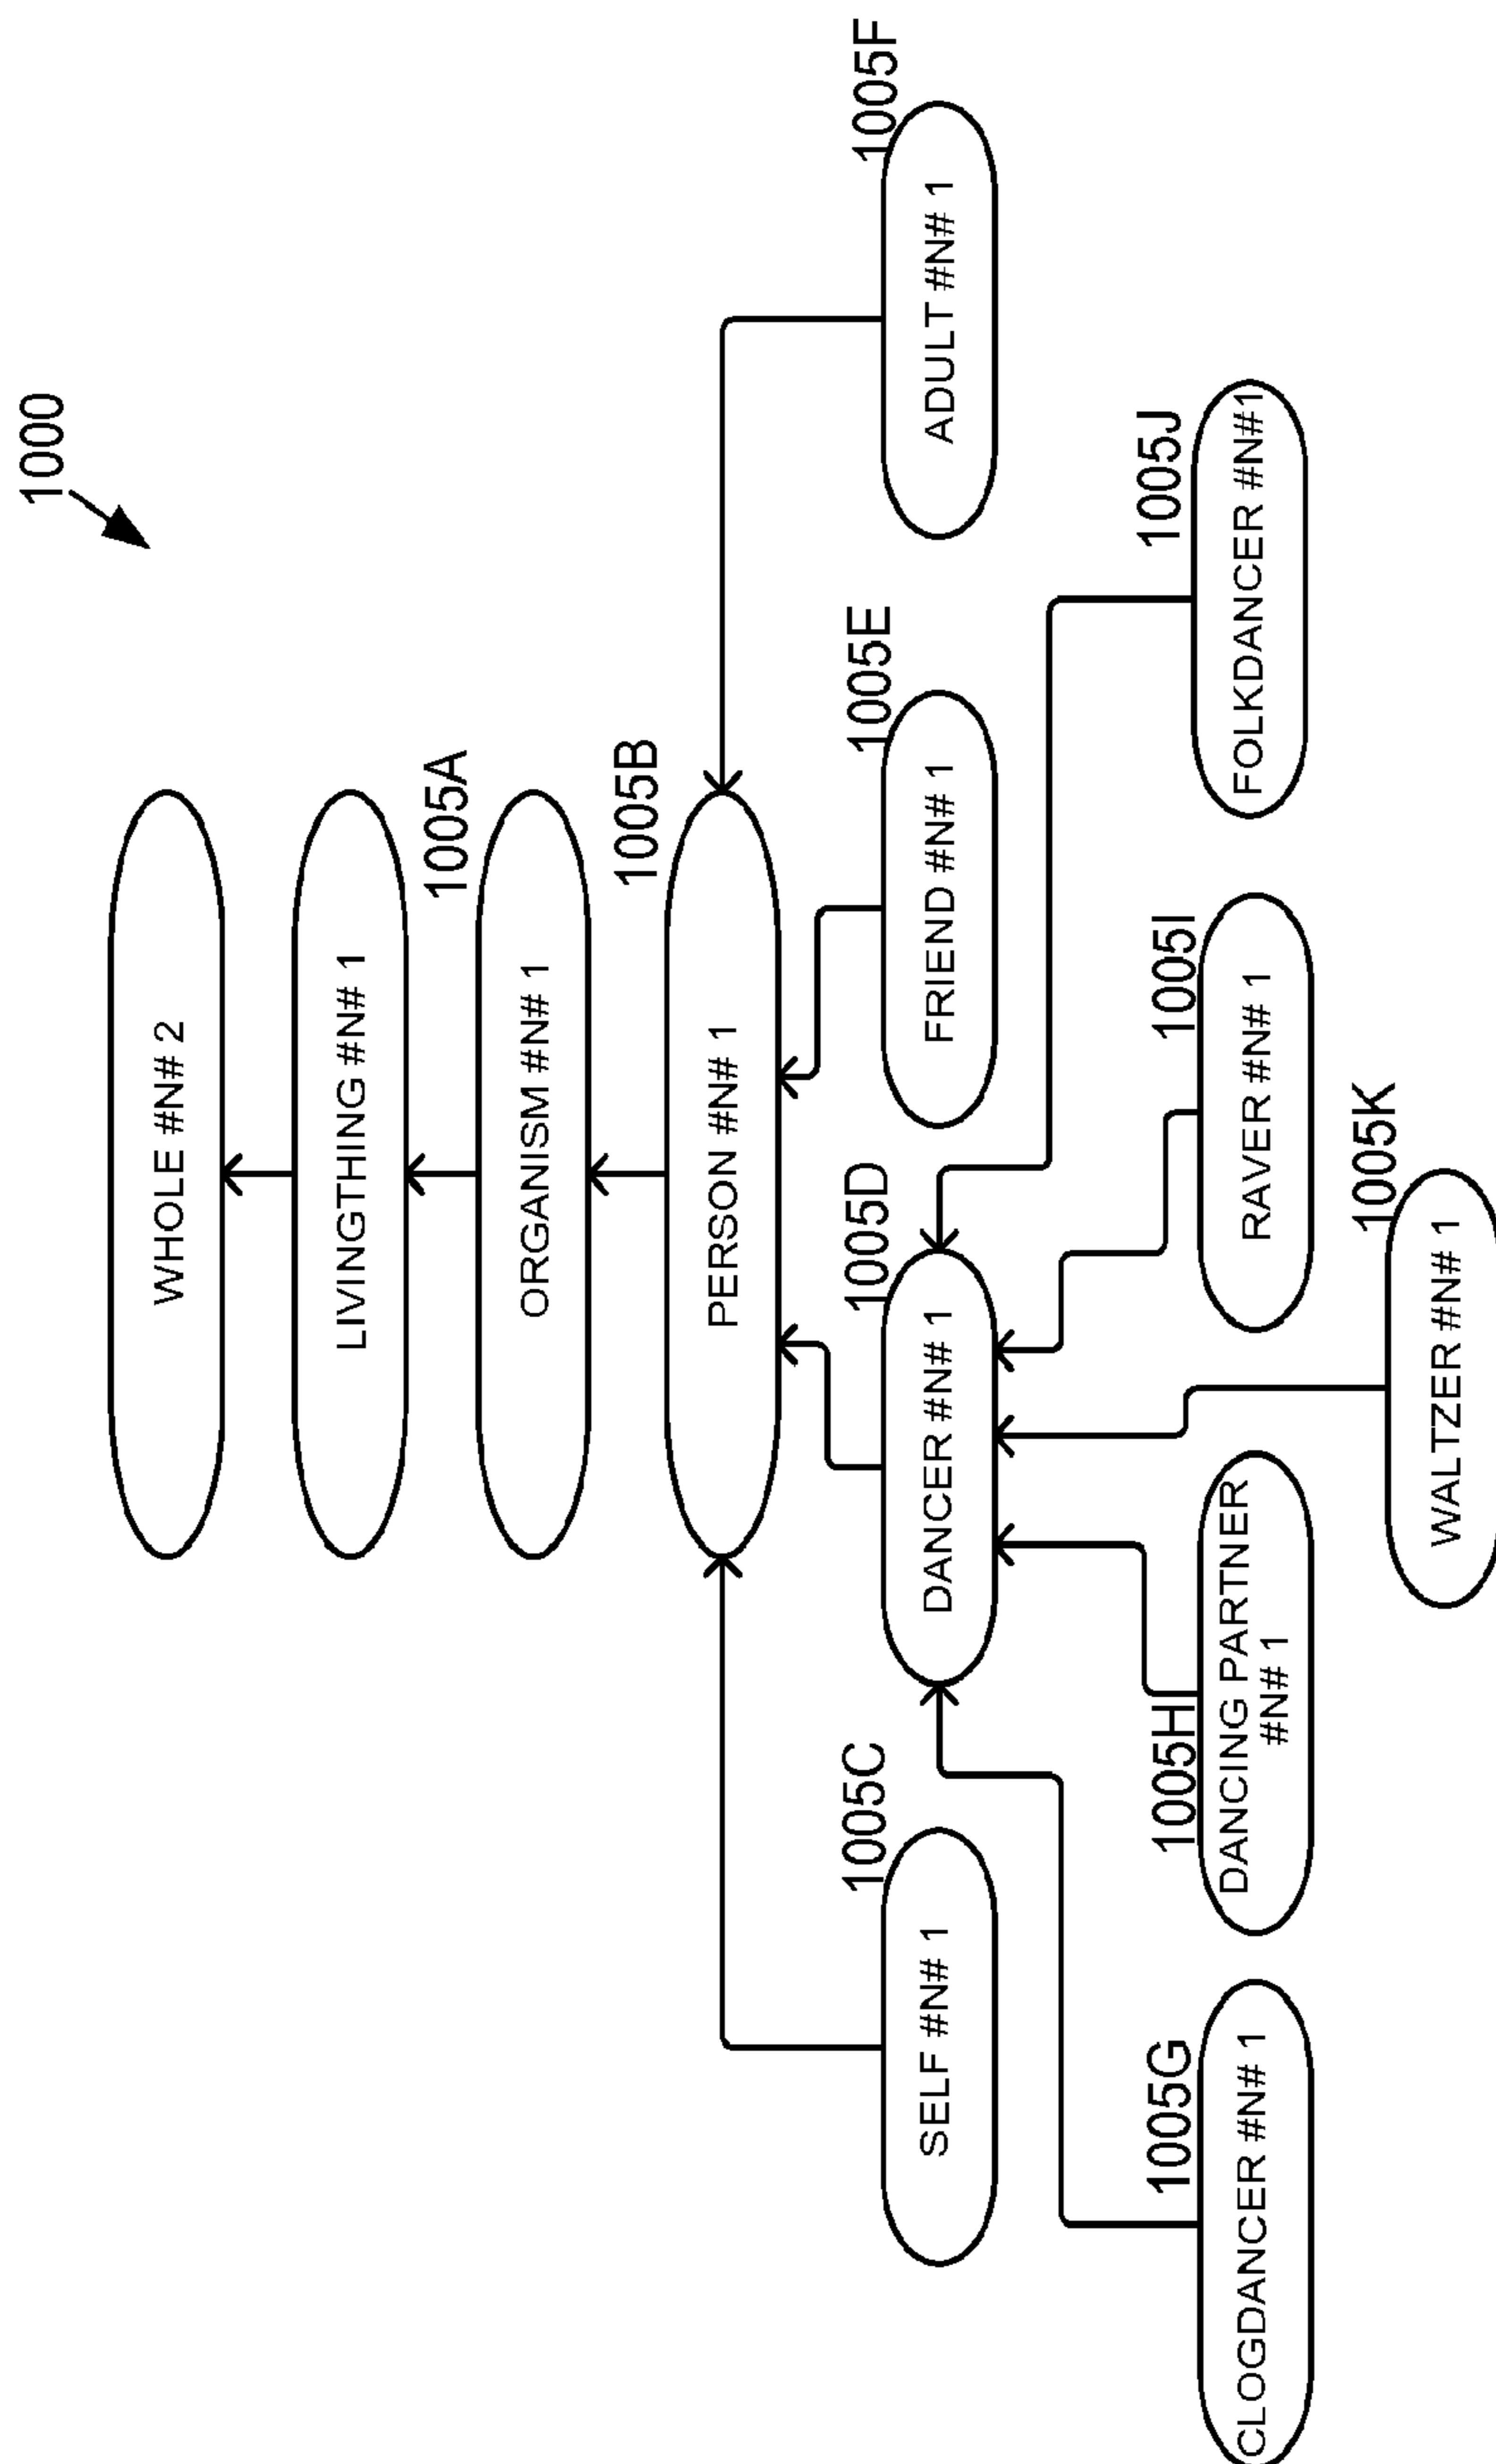 1000
WHOLE #N# 2
LIVINGTHING #N# 1
1005A
ORGANISM #N# 1
1005B
PERSON #N# 1
1005C
SELF #N# 1
1005D
DANCER #N# 1
1005E
FRIEND #N# 1
1005F
ADULT #N# 1
1005G
CLOGDANCER #N# 1
1005H
DANCING PARTNER
#N# 1
1005I
RAVER #N# 1
1005J
FOLKDANCER #N#1
1005K
WALTZER #N# 1